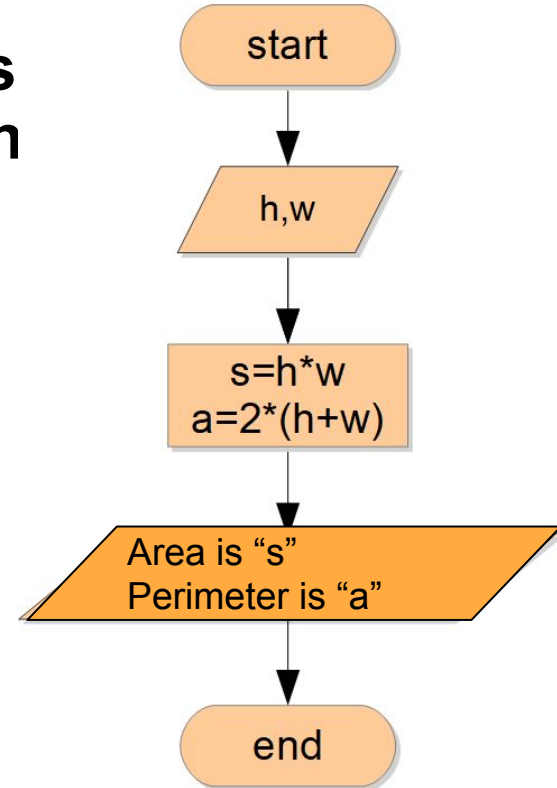 start
h,w
s=h*w
a=2*(h+w)
Area is “s”
Perimeter is “a”
end